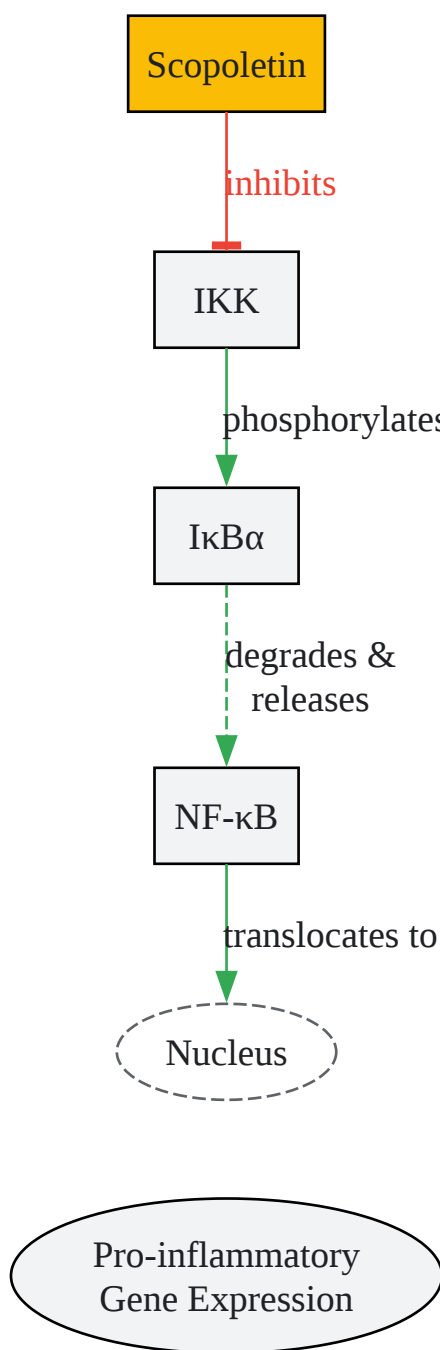 Scopoletin
inhibits
IKK
phosphorylates
IκBα
degrades &
releases
NF-κB
translocates to
Nucleus
Pro-inflammatory
Gene Expression